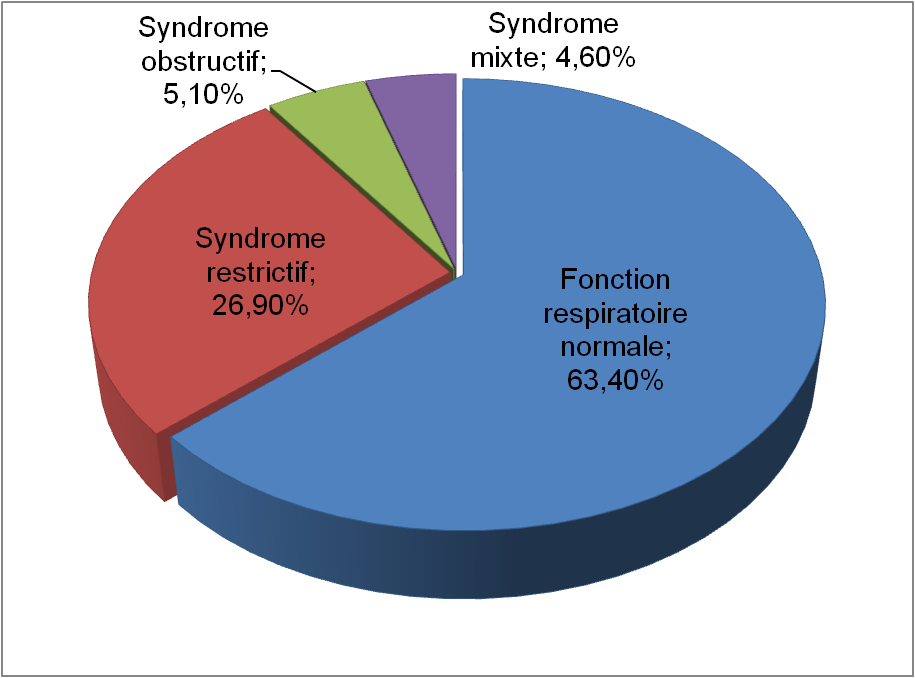 Syndrome
obstructif;
5,10%
Syndrome
mixte; 4,60%
Syndrome
restrictif;
26,90%
Fonction
respiratoire
normale;
63,40%